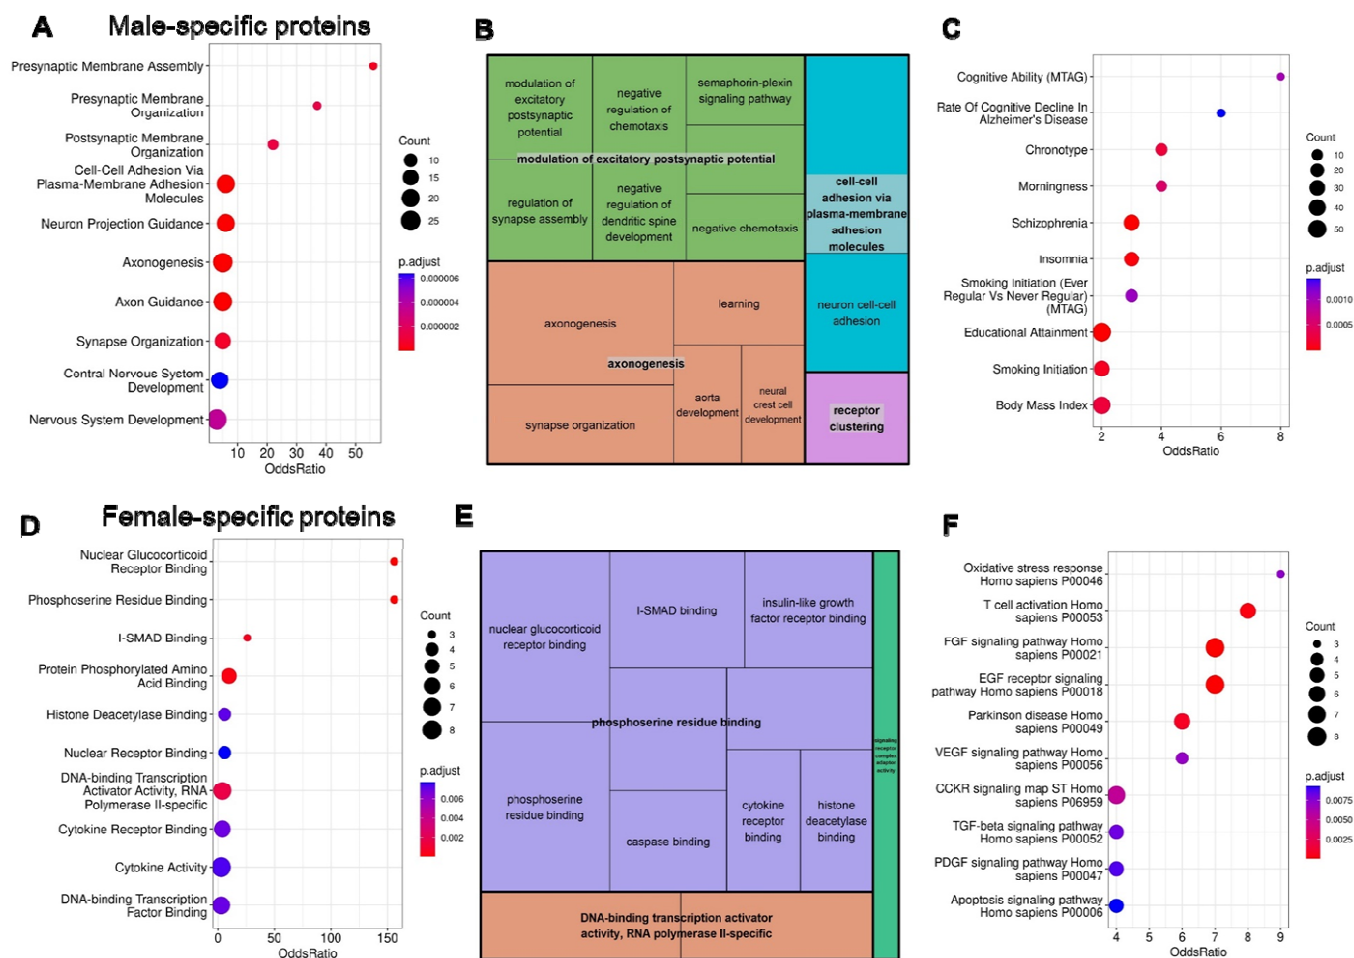 A
Male-specific proteins
Presynaptic Membrane Assembly
Presynaptic Membrane
Organization
Postsynaptic Membrane
Organization
Cell-Cell Adhesion Via
Plasma-Membrane Adhesion
Molecules
Neuron Projection Guidance
Axonogenesis
Axon Guidance
Synapse Organization
Central Nervous System
Development
Nervous System Development
10 20 30 40 50
OddsRatio
Count
10
15
20
25
p.adjust
0.000006
0.000004
0.000002
B
modulation of
excitatory
postsynaptic
potential
negative
regulation of
chemotaxis
semaphorin-plexin
signaling pathway
modulation of excitatory postsynaptic potential
regulation of
synapse assembly
negative
regulation of
dendritic spine
development
negative chemotaxis
cell-cell
adhesion via
plasma-membrane
adhesion
molecules
neuron cell-cell
adhesion
axonogenesis
learning
axonogenesis
synapse organization
aorta
development
neural
crest cell
development
receptor
clustering
C
Cognitive Ability (MTAG)
Rate Of Cognitive Decline In
Alzheimer's Disease
Chronotype
Morningness
Schizophrenia
Insomnia
Smoking Initiation (Ever
Regular Vs Never Regular)
(MTAG)
Educational Attainment
Smoking Initiation
Body Mass Index
2 4 6 8
OddsRatio
Count
10
20
30
40
50
p.adjust
0.0010
0.0005
D
Female-specific proteins
Nuclear Glucocorticoid
Receptor Binding
Phosphoserine Residue Binding
I-SMAD Binding
Protein Phosphorylated Amino
Acid Binding
Histone Deacetylase Binding
Nuclear Receptor Binding
DNA-binding Transcription
Activator Activity, RNA
Polymerase II-specific
Cytokine Receptor Binding
Cytokine Activity
DNA-binding Transcription
Factor Binding
0 50 100 150
OddsRatio
Count
3
4
5
6
7
8
p.adjust
0.006
0.004
0.002
E
nuclear glucocorticoid
receptor binding
I-SMAD binding
insulin-like growth
factor receptor binding
phosphoserine residue binding
phosphoserine
residue binding
caspase binding
cytokine
receptor
binding
histone
deacetylase
binding
signaling
receptor
complex
adaptor
activity
DNA-binding transcription activator
activity, RNA polymerase II-specific
F
Oxidative stress response
Homo sapiens P00046
T cell activation Homo
sapiens P00053
FGF signaling pathway Homo
sapiens P00021
EGF receptor signaling
pathway Homo sapiens P00018
Parkinson disease Homo
sapiens P00049
VEGF signaling pathway Homo
sapiens P00056
CCKR signaling map ST Homo
sapiens P06959
TGF-beta signaling pathway
Homo sapiens P00052
PDGF signaling pathway Homo
sapiens P00047
Apoptosis signaling pathway
Homo sapiens P00006
4 5 6 7 8 9
OddsRatio
Count
3
4
5
6
7
8
p.adjust
0.0075
0.0050
0.0025